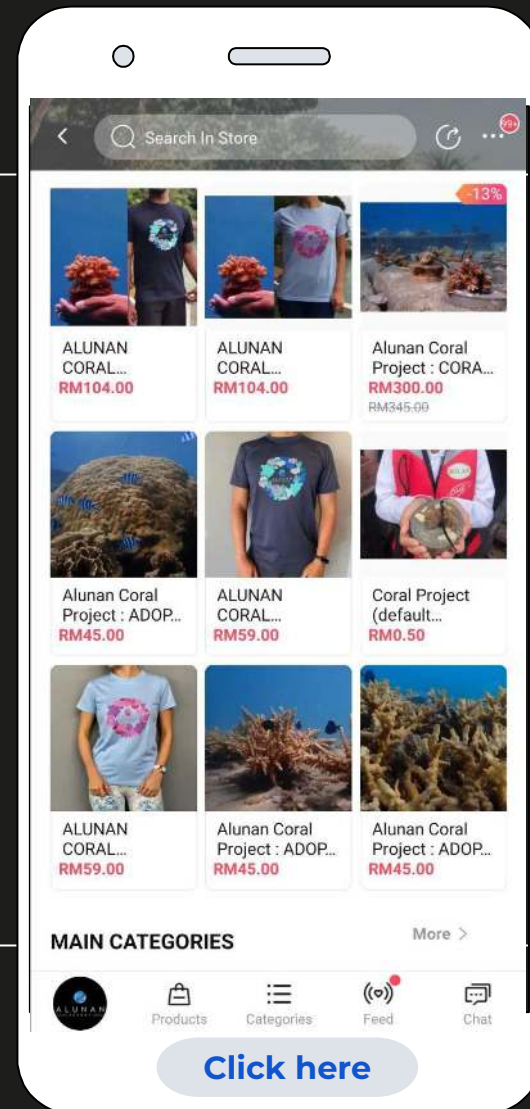 Search In Store
99+
-13%
ALUNAN
CORAL...
RM104.00
ALUNAN
CORAL...
RM104.00
Alunan Coral
Project : CORA...
RM300.00
RM345.00
Alunan Coral
Project : ADOP...
RM45.00
ALUNAN
CORAL...
RM59.00
Coral Project
(default...
RM0.50
ALUNAN
CORAL...
RM59.00
Alunan Coral
Project : ADOP...
RM45.00
Alunan Coral
Project : ADOP...
RM45.00
MAIN CATEGORIES
More >
ALUNAN
Products
Categories
Feed
Chat
Click here